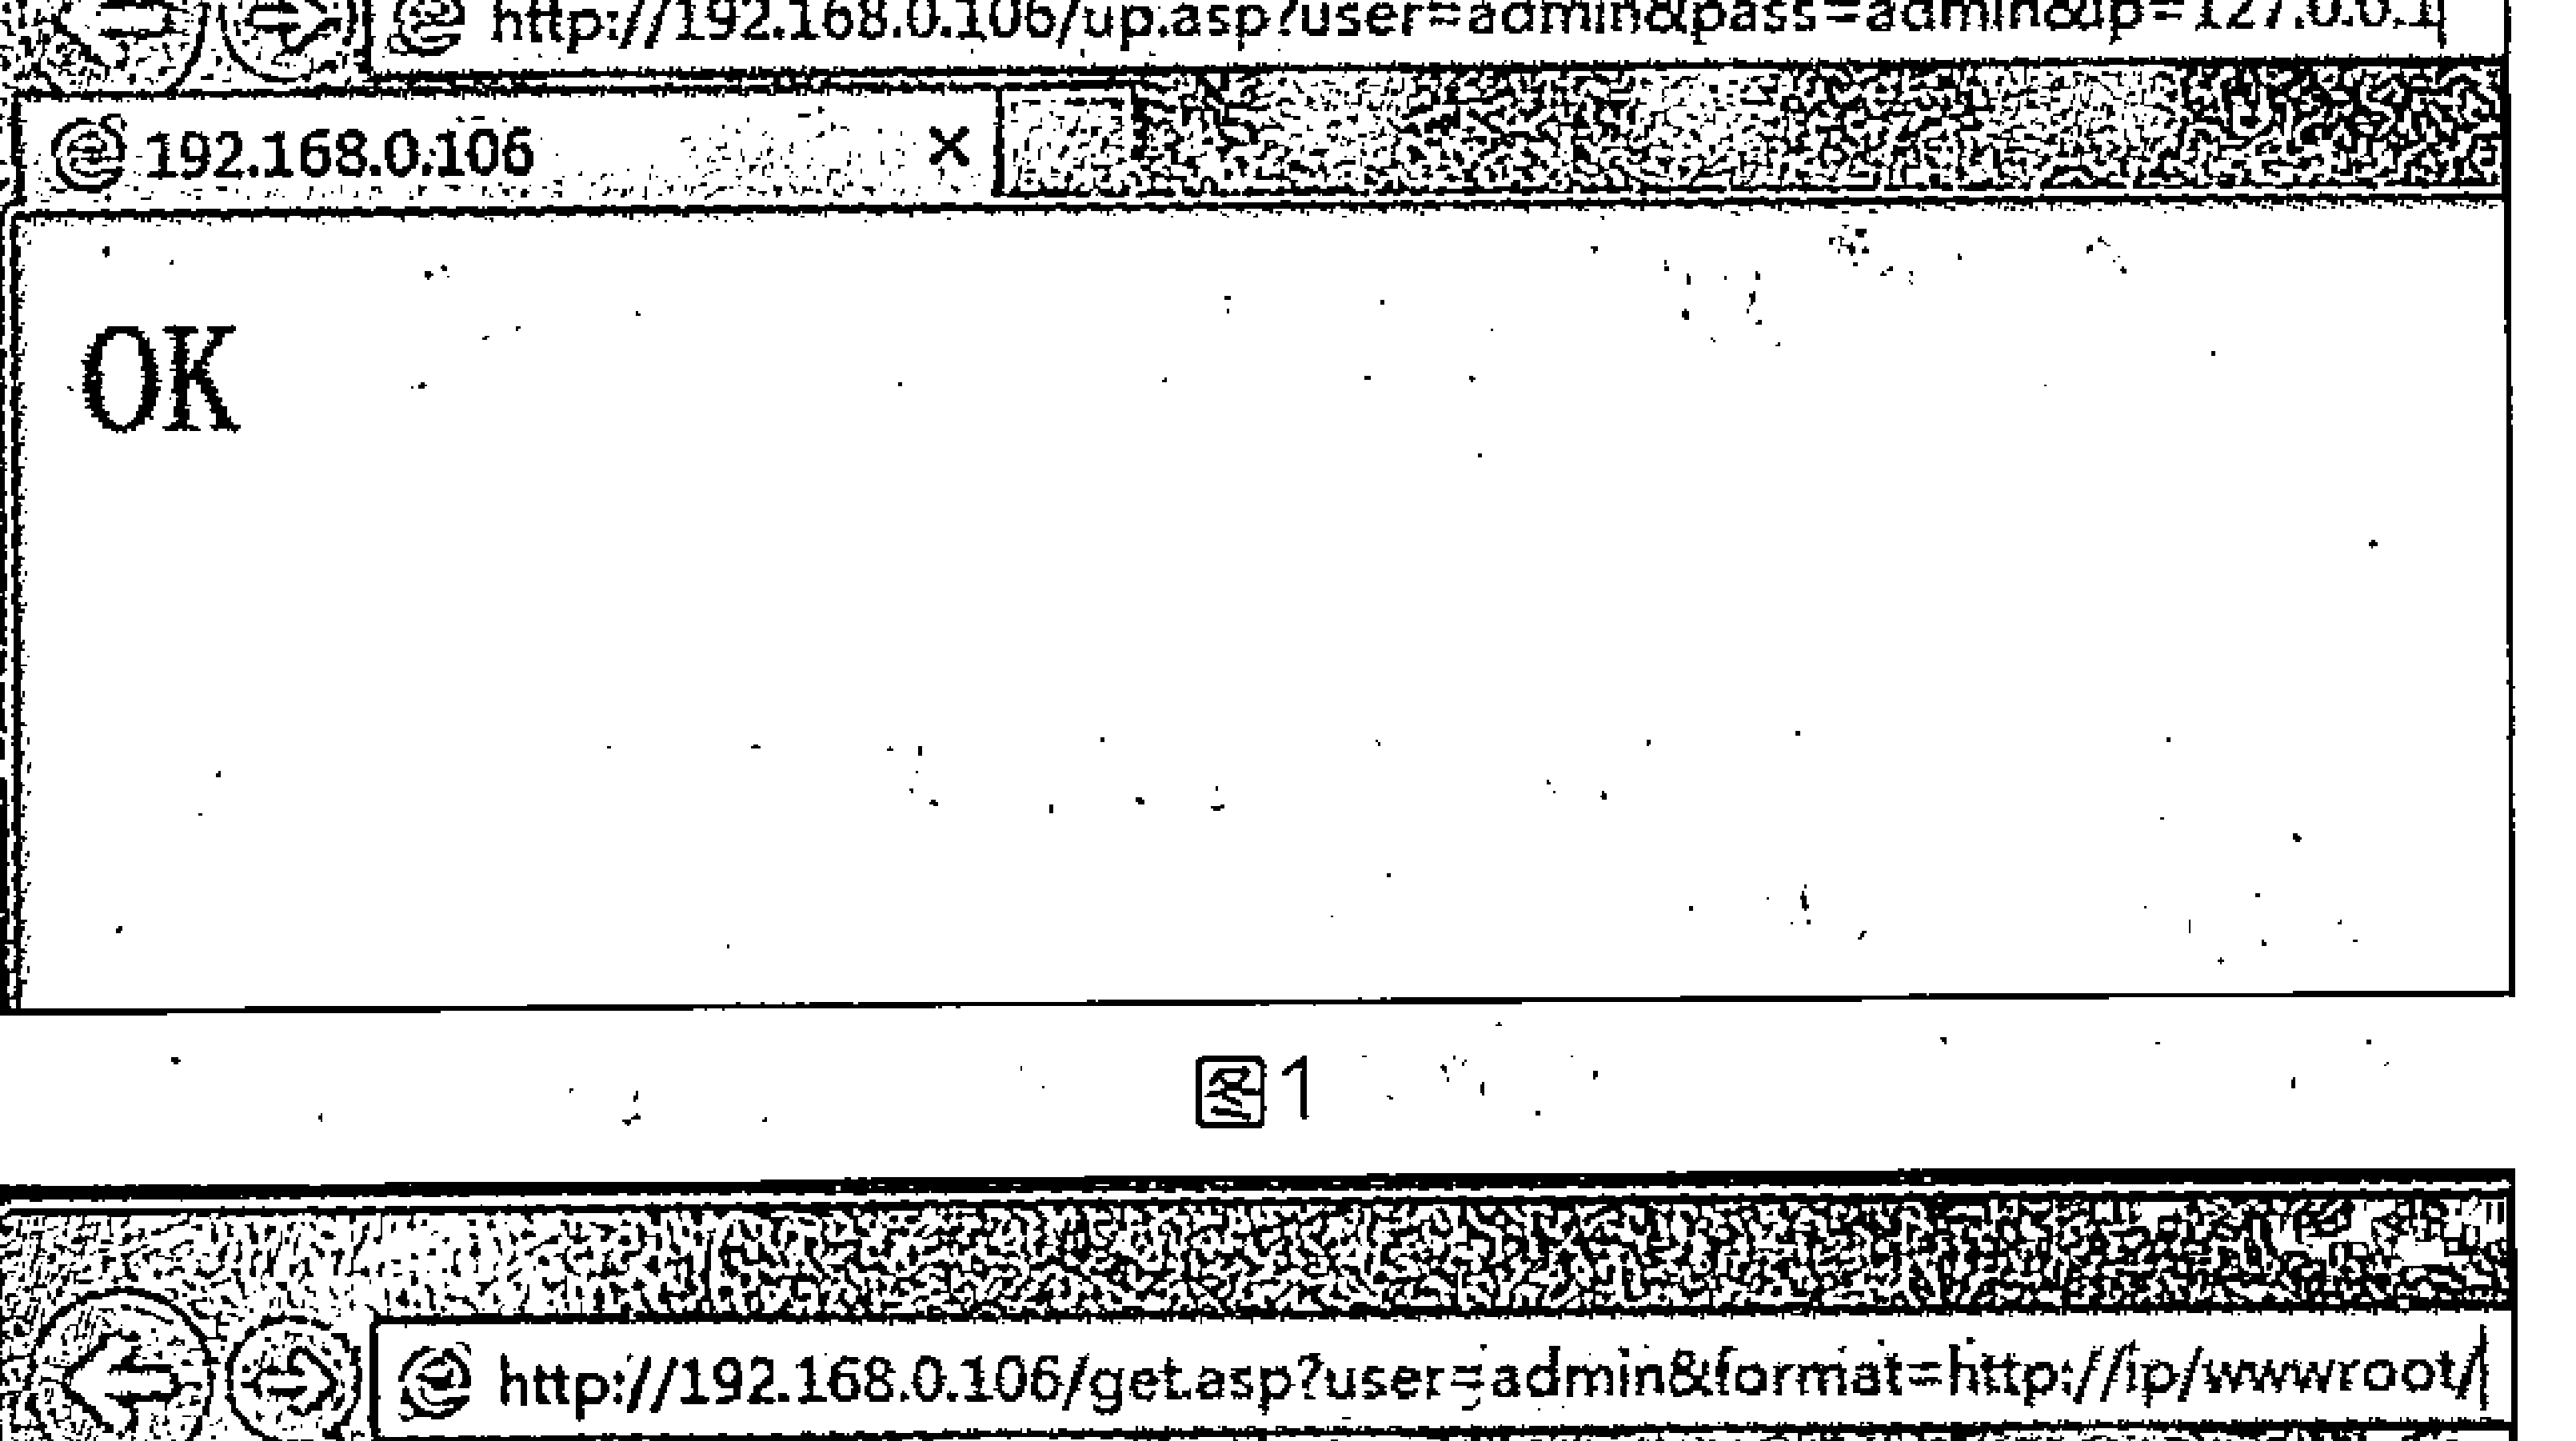 http://192.168.0.106/up.asp?user=admin&pass=admin&ip=127.0.0.1
192.168.0.106
OK
图1
http://192.168.0.106/get.asp?user=admin&format=http://ip/wwwroot/